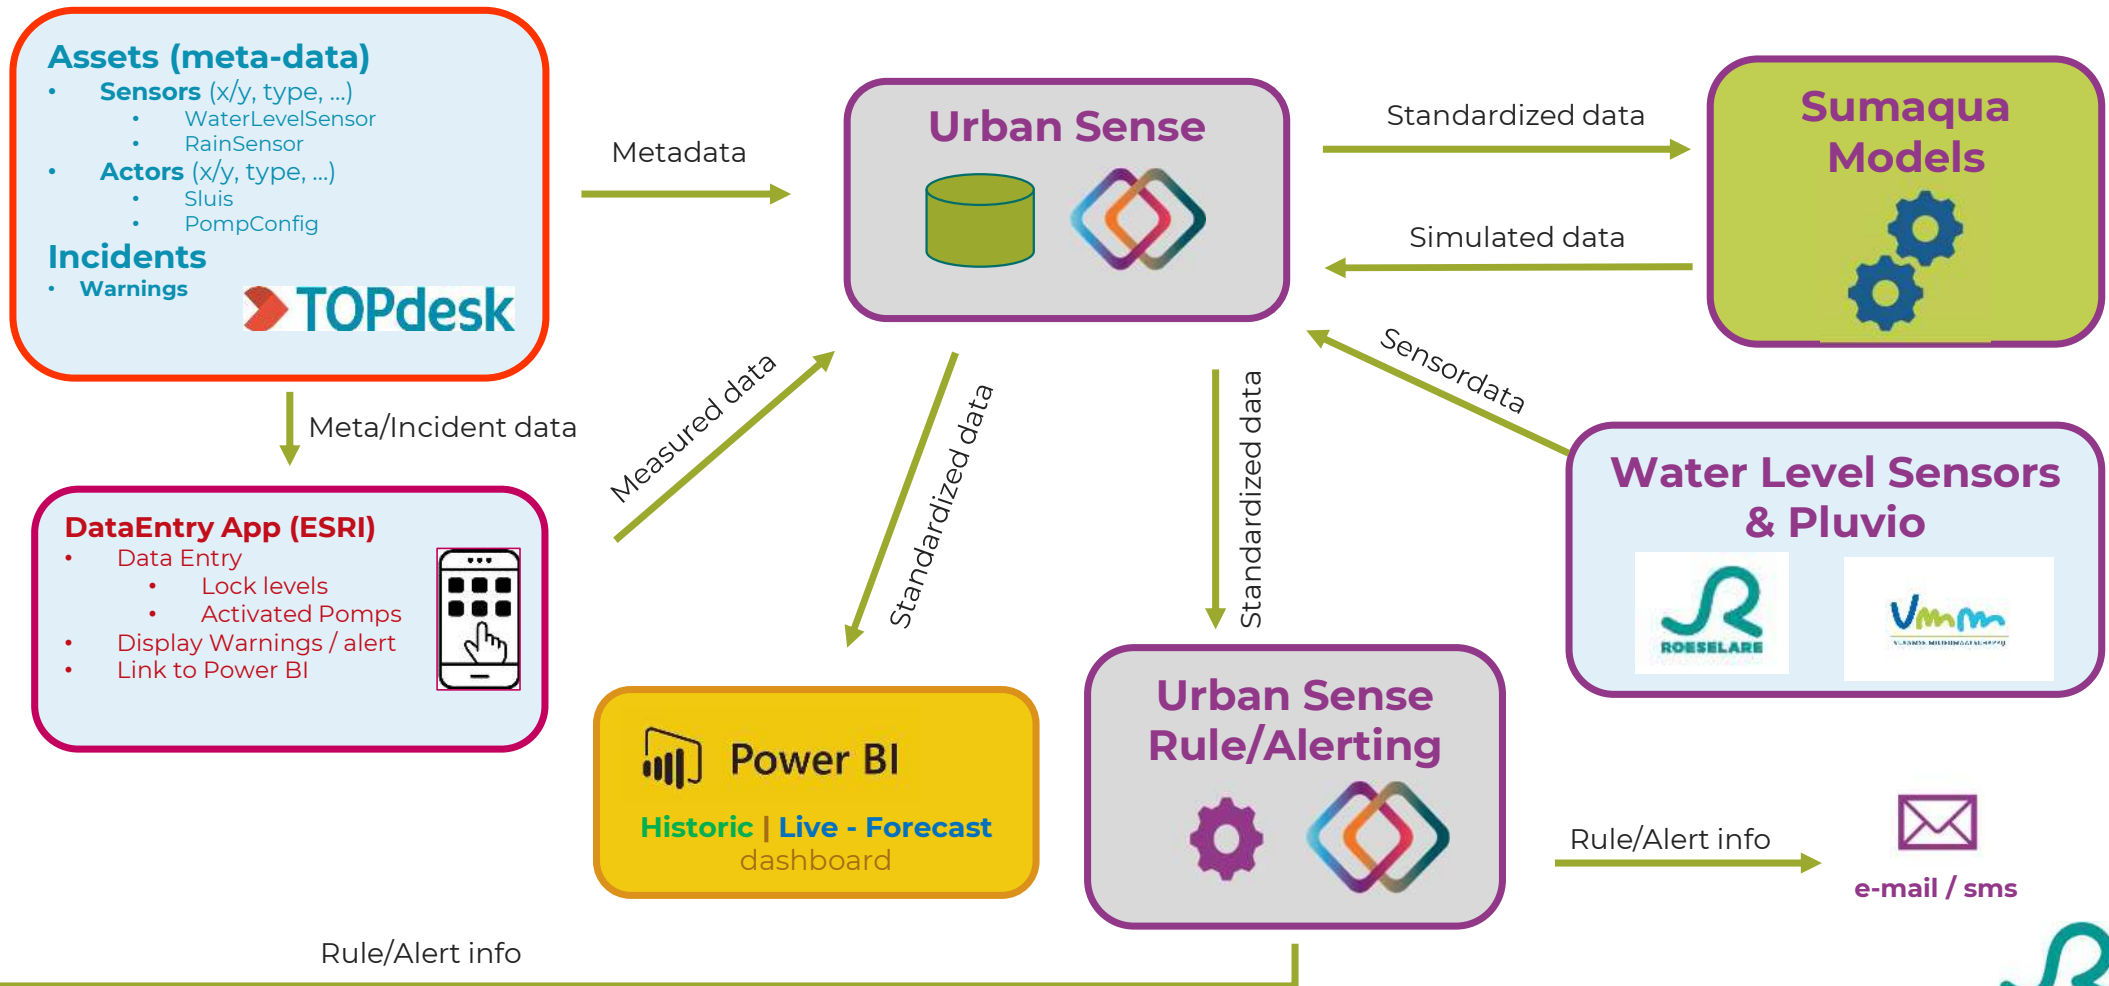 Assets (meta-data)
• Sensors (x/y, type, ...)
• WaterLevelSensor
• RainSensor
• Actors (x/y, type, ...)
• Sluis
• PompConfig
Incidents
• Warnings
TOPdesk
Metadata
Urban Sense
Standardized data
Simulated data
Sumaqua
Models
Meta/Incident data
Measured data
Standardized data
Standardized data
Sensordata
DataEntry App (ESRI)
• Data Entry
• Lock levels
• Activated Pomps
• Display Warnings / alert
• Link to Power BI
Water Level Sensors
& Pluvio
ROESELARE
vmm
VLAAMSE MILIEUMAATSCHAPPIJ
Power BI
Historic | Live - Forecast
dashboard
Urban Sense
Rule/Alerting
Rule/Alert info
e-mail / sms
Rule/Alert info